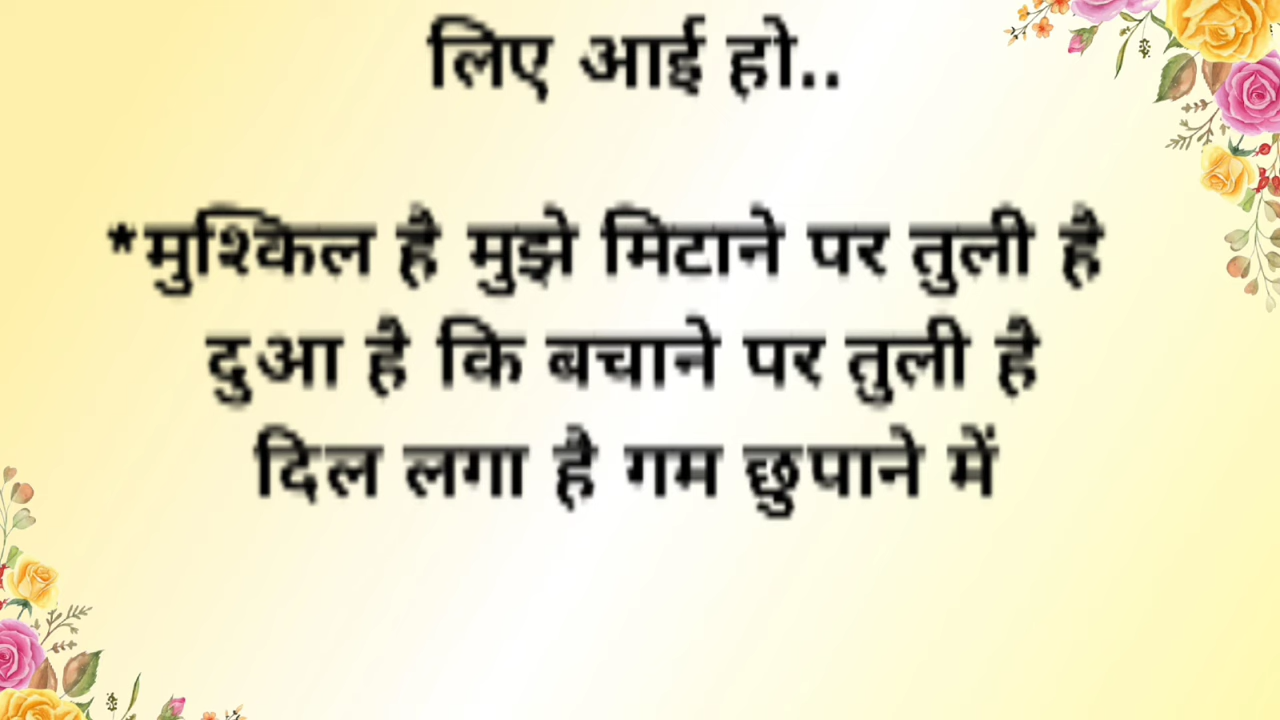 लिए आई हो..
*मुश्किल है मुझे मिटाने पर तुली है
दुआ है कि बचाने पर तुली है
दिल लगा है गम छुपाने में